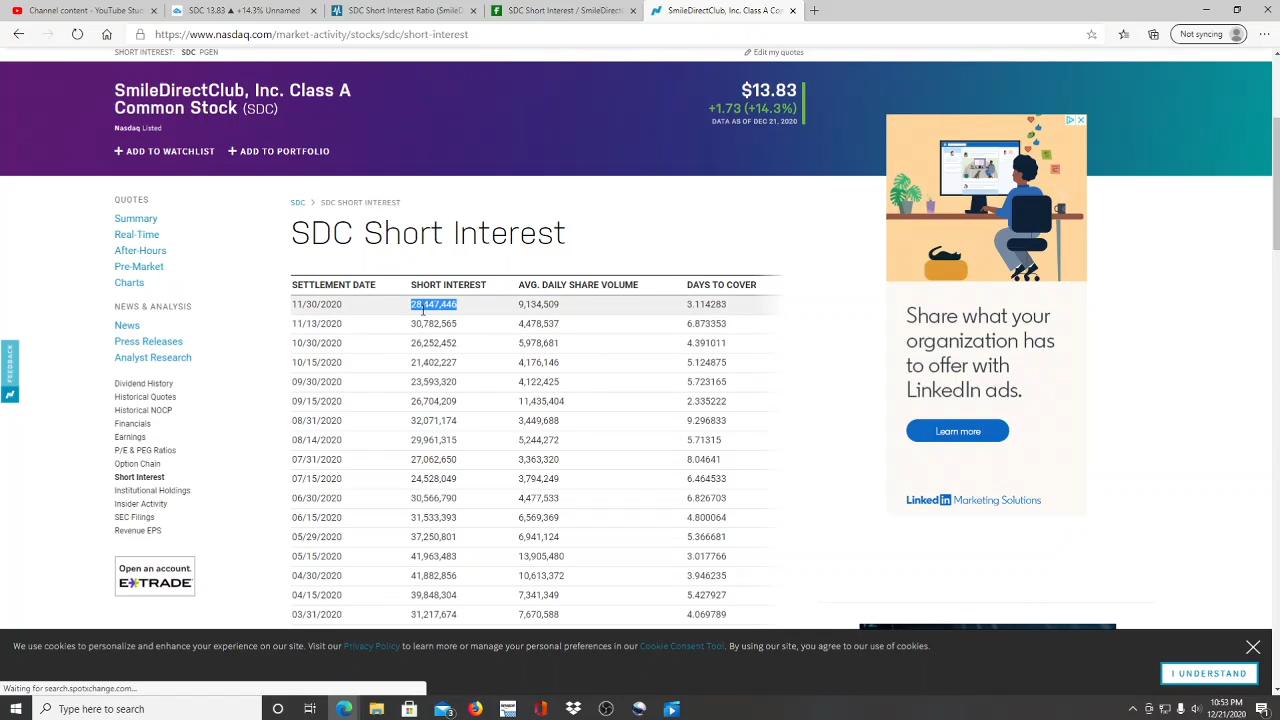 YouTube Stu
SDC 13.83 ▲ +14.3% Unnamed
Short Interest Ratio (SmileD
Short Interest / SmileDirectC
SmileDirectClub, Inc. Class A Con
https://www.nasdaq.com/market-activity/stocks/sdc/short-interest
Not syncing
SHORT INTEREST: SDC PGEN
Edit my quotes
SmileDirectClub, Inc. Class A
Common Stock (SDC)
Nasdaq Listed
+ ADD TO WATCHLIST + ADD TO PORTFOLIO
$13.83
+1.73 (+14.3%)
DATA AS OF DEC 21, 2020
QUOTES
Summary
Real-Time
After-Hours
Pre-Market
Charts
NEWS & ANALYSIS
News
Press Releases
Analyst Research
Dividend History
Historical Quotes
Historical NOCP
Financials
Earnings
P/E & PEG Ratios
Option Chain
Short Interest
Institutional Holdings
Insider Activity
SEC Filings
Revenue EPS
Open an account.
E*TRADE
FEEDBACK
SDC > SDC SHORT INTEREST
SDC Short Interest
SETTLEMENT DATE SHORT INTEREST AVG. DAILY SHARE VOLUME DAYS TO COVER
11/30/2020 28,447,446 9,134,509 3.114283
11/13/2020 30,782,565 4,478,537 6.873353
10/30/2020 26,252,452 5,978,681 4.391011
10/15/2020 21,402,227 4,176,146 5.124875
09/30/2020 23,593,320 4,122,425 5.723165
09/15/2020 26,704,209 11,435,404 2.335222
08/31/2020 32,071,174 3,449,688 9.296833
08/14/2020 29,961,315 5,244,272 5.71315
07/31/2020 27,062,650 3,363,320 8.04641
07/15/2020 24,528,049 3,794,249 6.464533
06/30/2020 30,566,790 4,477,533 6.826703
06/15/2020 31,533,393 6,569,369 4.800064
05/29/2020 37,250,801 6,941,124 5.366681
05/15/2020 41,963,483 13,905,480 3.017766
04/30/2020 41,882,856 10,613,372 3.946235
04/15/2020 39,848,304 7,341,349 5.427927
03/31/2020 31,217,674 7,670,588 4.069789
Share what your
organization has
to offer with
LinkedIn ads.
Learn more
LinkedIn Marketing Solutions
We use cookies to personalize and enhance your experience on our site. Visit our Privacy Policy to learn more or manage your personal preferences in our Cookie Consent Tool. By using our site, you agree to our use of cookies.
I UNDERSTAND
Waiting for search.spotxchange.com...
Type here to search
10:53 PM
12/21/2020